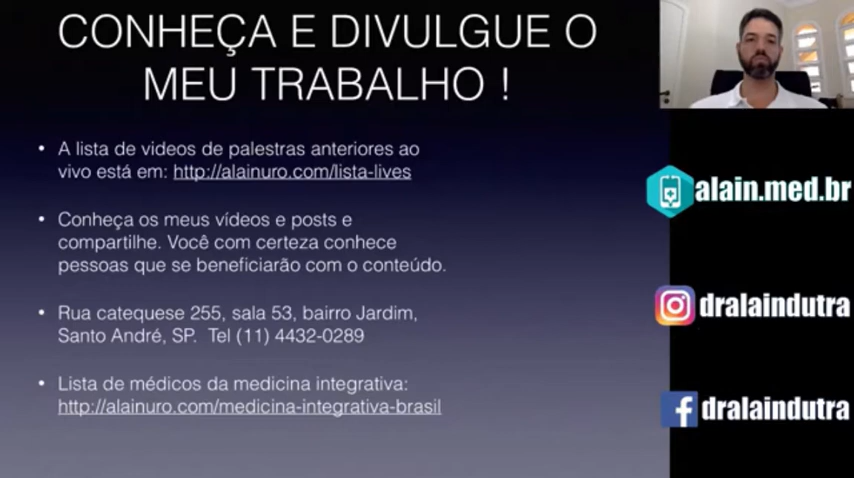 CONHEÇA E DIVULGUE O
MEU TRABALHO !
• A lista de videos de palestras anteriores ao
vivo está em: http://alainuro.com/lista-lives
• Conheça os meus vídeos e posts e
compartilhe. Você com certeza conhece
pessoas que se beneficiarão com o conteúdo.
• Rua catequese 255, sala 53, bairro Jardim,
Santo André, SP. Tel (11) 4432-0289
• Lista de médicos da medicina integrativa:
http://alainuro.com/medicina-integrativa-brasil
alain.med.br
dralaindutra
dralaindutra